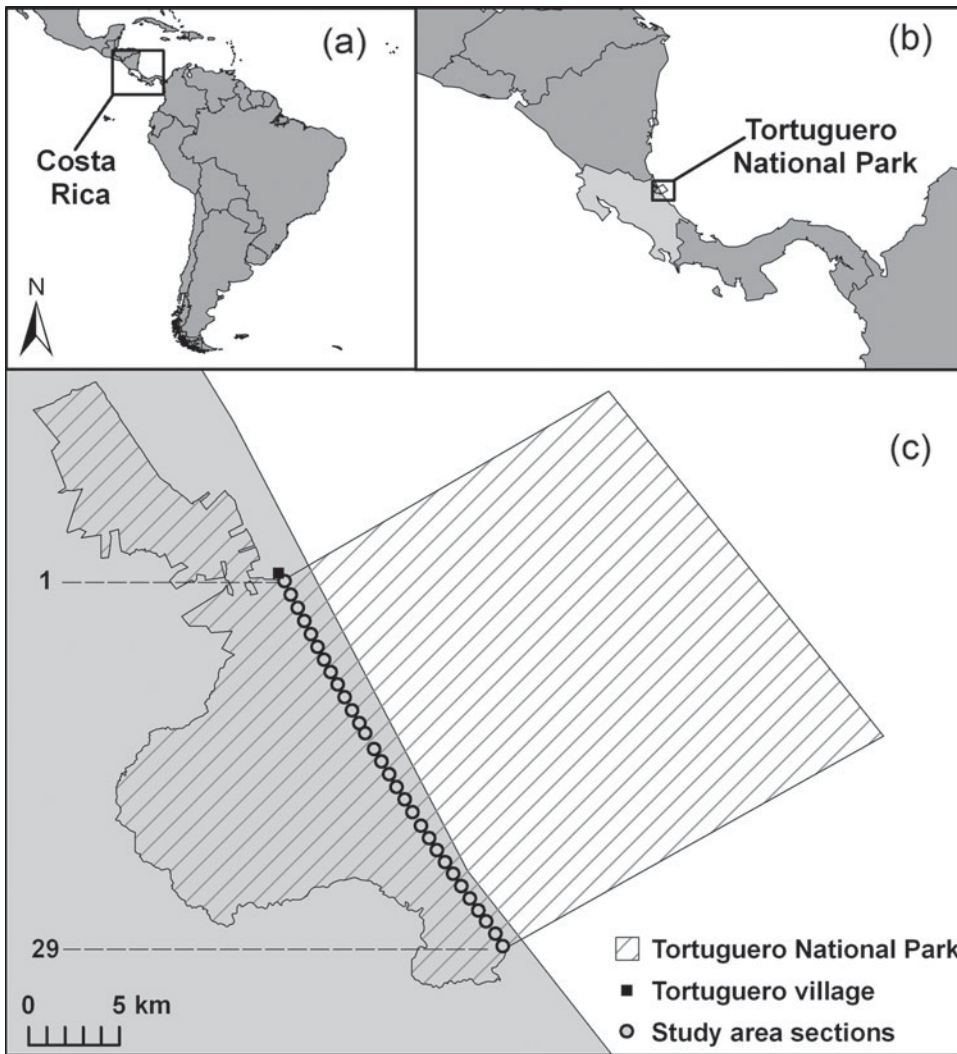 (a)
Costa
Rica
N
(b)
Tortuguero
National Park
(c)
1
29
0 5 km
Tortuguero National Park
Tortuguero village
Study area sections